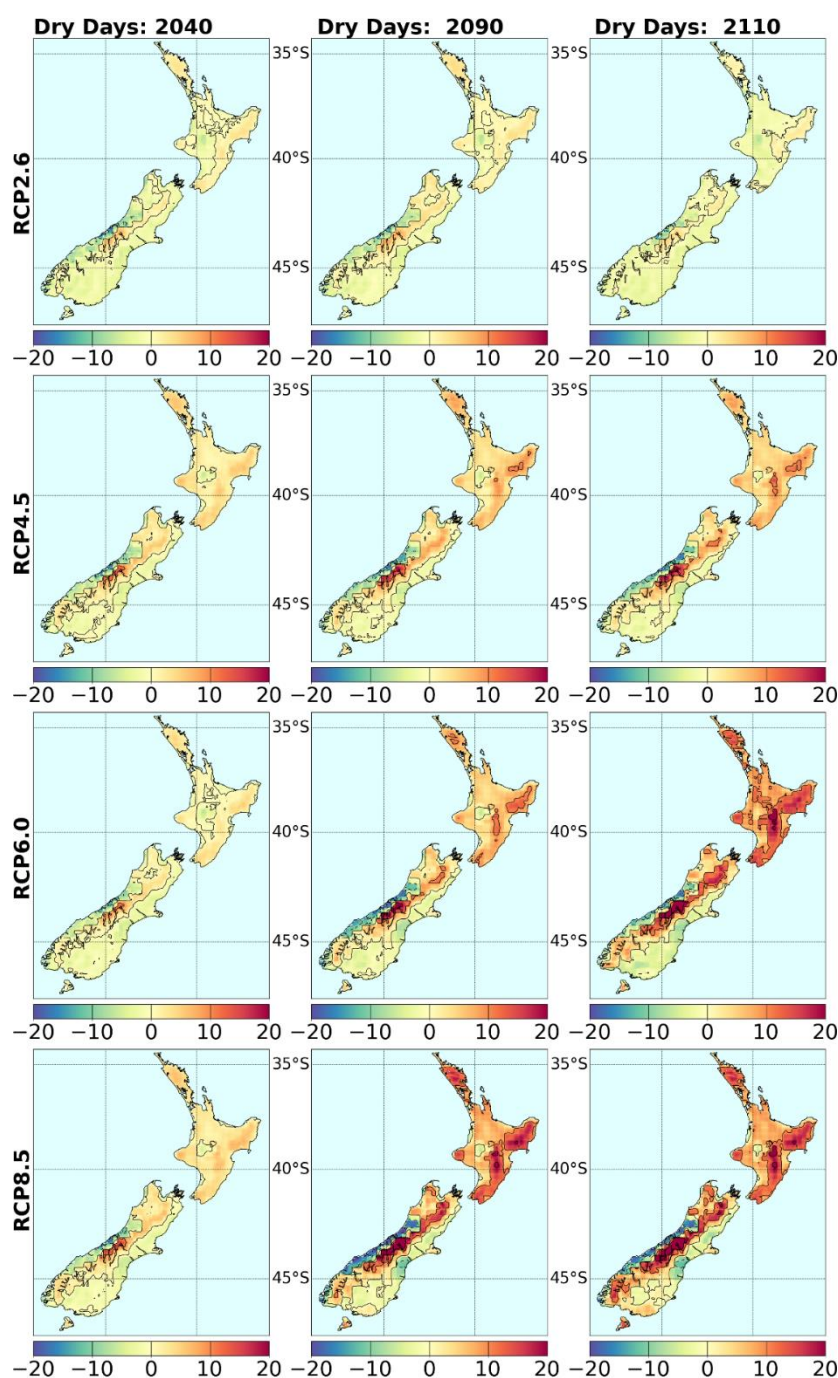 Dry Days: 2040 Dry Days: 2090 Dry Days: 2110
35°S 35°S
RCP2.6 40°S 40°S
45°S 45°S
−20 −10 0 10 20 −20 −10 0 10 20 −20 −10 0 10 20
35°S 35°S
RCP4.5 40°S 40°S
45°S 45°S
−20 −10 0 10 20 −20 −10 0 10 20 −20 −10 0 10 20
35°S 35°S
RCP6.0 40°S 40°S
45°S 45°S
−20 −10 0 10 20 −20 −10 0 10 20 −20 −10 0 10 20
35°S 35°S
RCP8.5 40°S 40°S
45°S 45°S
−20 −10 0 10 20 −20 −10 0 10 20 −20 −10 0 10 20